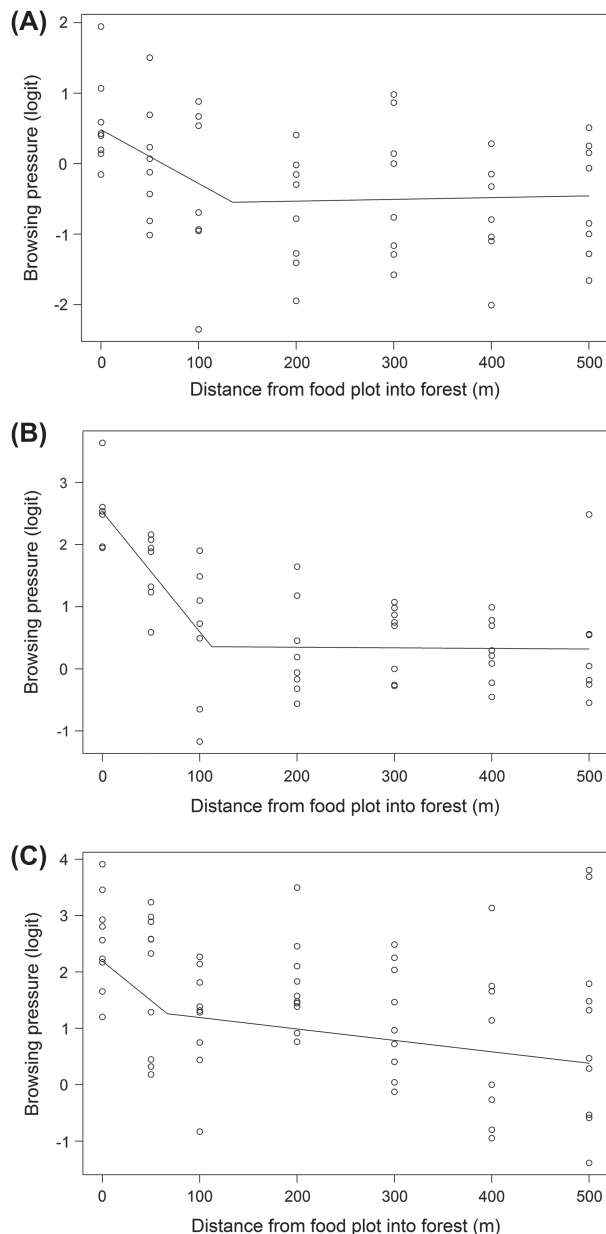 (A)
2
1
0
-1
-2
Browsing pressure (logit)
0 100 200 300 400 500
Distance from food plot into forest (m)
(B)
3
2
1
0
-1
Browsing pressure (logit)
0 100 200 300 400 500
Distance from food plot into forest (m)
(C)
4
3
2
1
0
-1
Browsing pressure (logit)
0 100 200 300 400 500
Distance from food plot into forest (m)